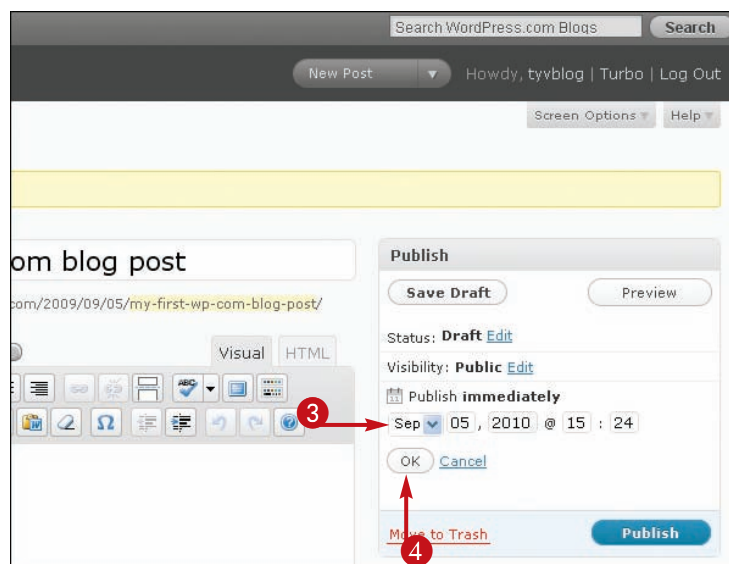 Search WordPress.com Blogs Search
New Post Howdy, tyvblog | Turbo | Log Out
Screen Options Help
om blog post
com/2009/09/05/my-first-wp-com-blog-post/
Visual HTML
ABC
Publish
Save Draft Preview
Status: Draft Edit
Visibility: Public Edit
Publish immediately
3
Sep 05 , 2010 @ 15 : 24
OK Cancel
Move to Trash Publish
4